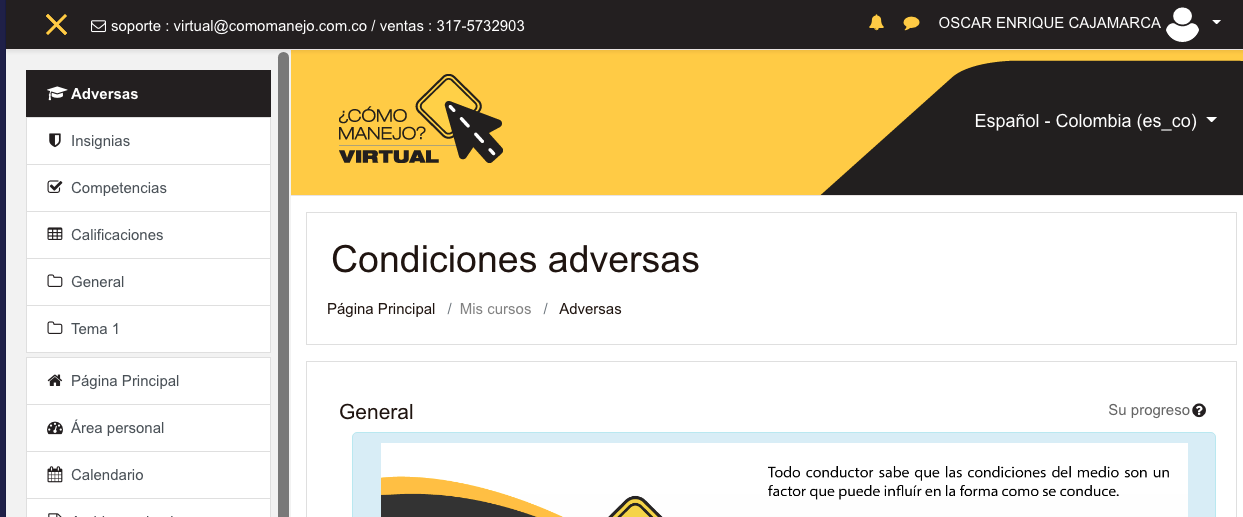 soporte : virtual@comomanejo.com.co / ventas : 317-5732903
OSCAR ENRIQUE CAJAMARCA
Adversas
Insignias
Competencias
Calificaciones
General
Tema 1
Página Principal
Área personal
Calendario
¿CÓMO
MANEJO?
VIRTUAL
Español - Colombia (es_co)
Condiciones adversas
Página Principal / Mis cursos / Adversas
General
Su progreso
Todo conductor sabe que las condiciones del medio son un
factor que puede influír en la forma como se conduce.